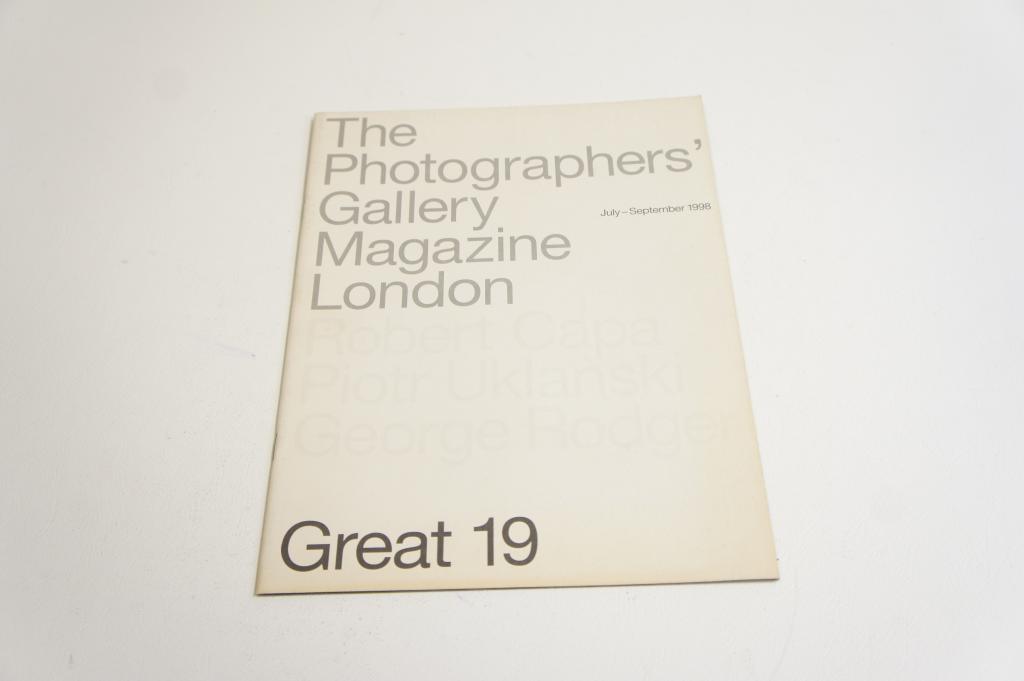 The
Photographers’
Gallery
July – September 1998
Magazine
London
Robert Capa
Piotr Uklański
George Rodger
Great 19